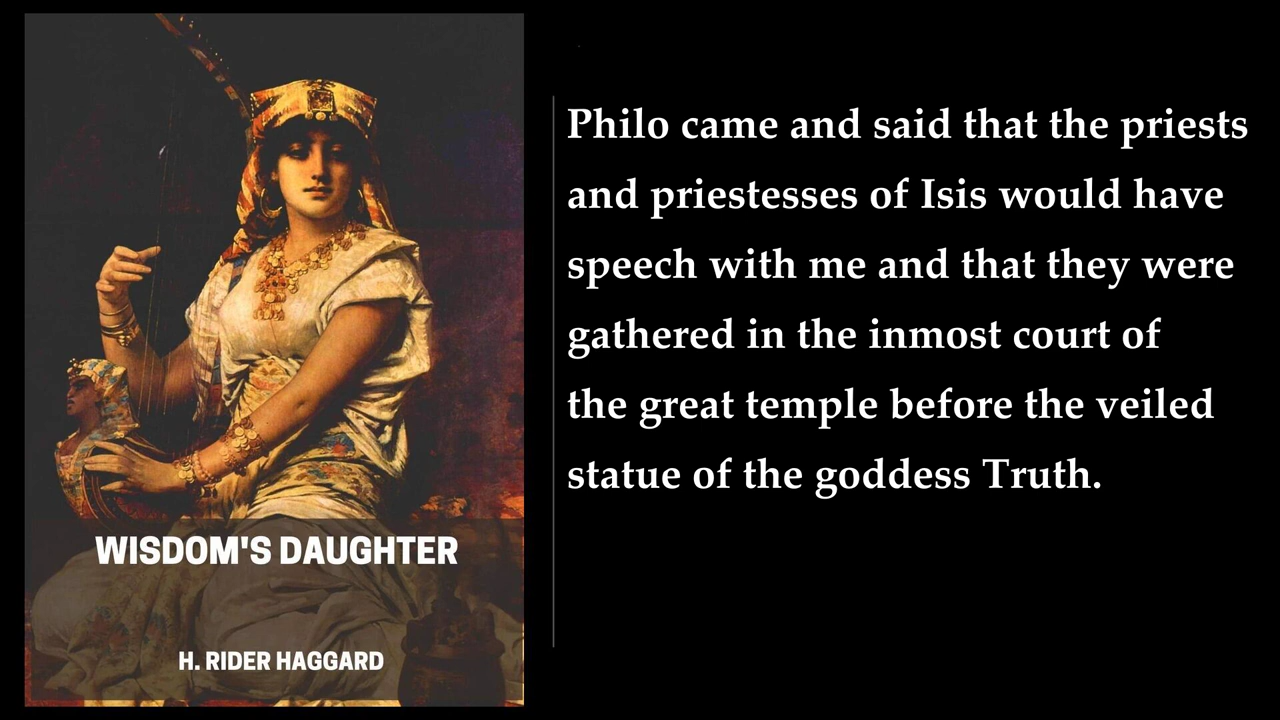 WISDOM'S DAUGHTER
H. RIDER HAGGARD
Philo came and said that the priests
and priestesses of Isis would have
speech with me and that they were
gathered in the inmost court of
the great temple before the veiled
statue of the goddess Truth.